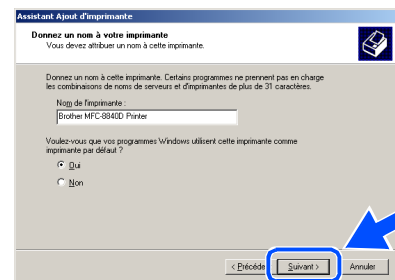 Assistant Ajout d'imprimante
Donnez un nom à votre imprimante
Vous devez attribuer un nom à cette imprimante.
Donnez un nom à cette imprimante. Certains programmes ne prennent pas en charge
les combinaisons de noms de serveurs et d'imprimantes de plus de 31 caractères.
Nom de l'imprimante :
Brother MFC-8840D Printer
Voulez-vous que vos programmes Windows utilisent cette imprimante comme
imprimante par défaut ?
Oui
Non
< Précéde Suivant > Annuler